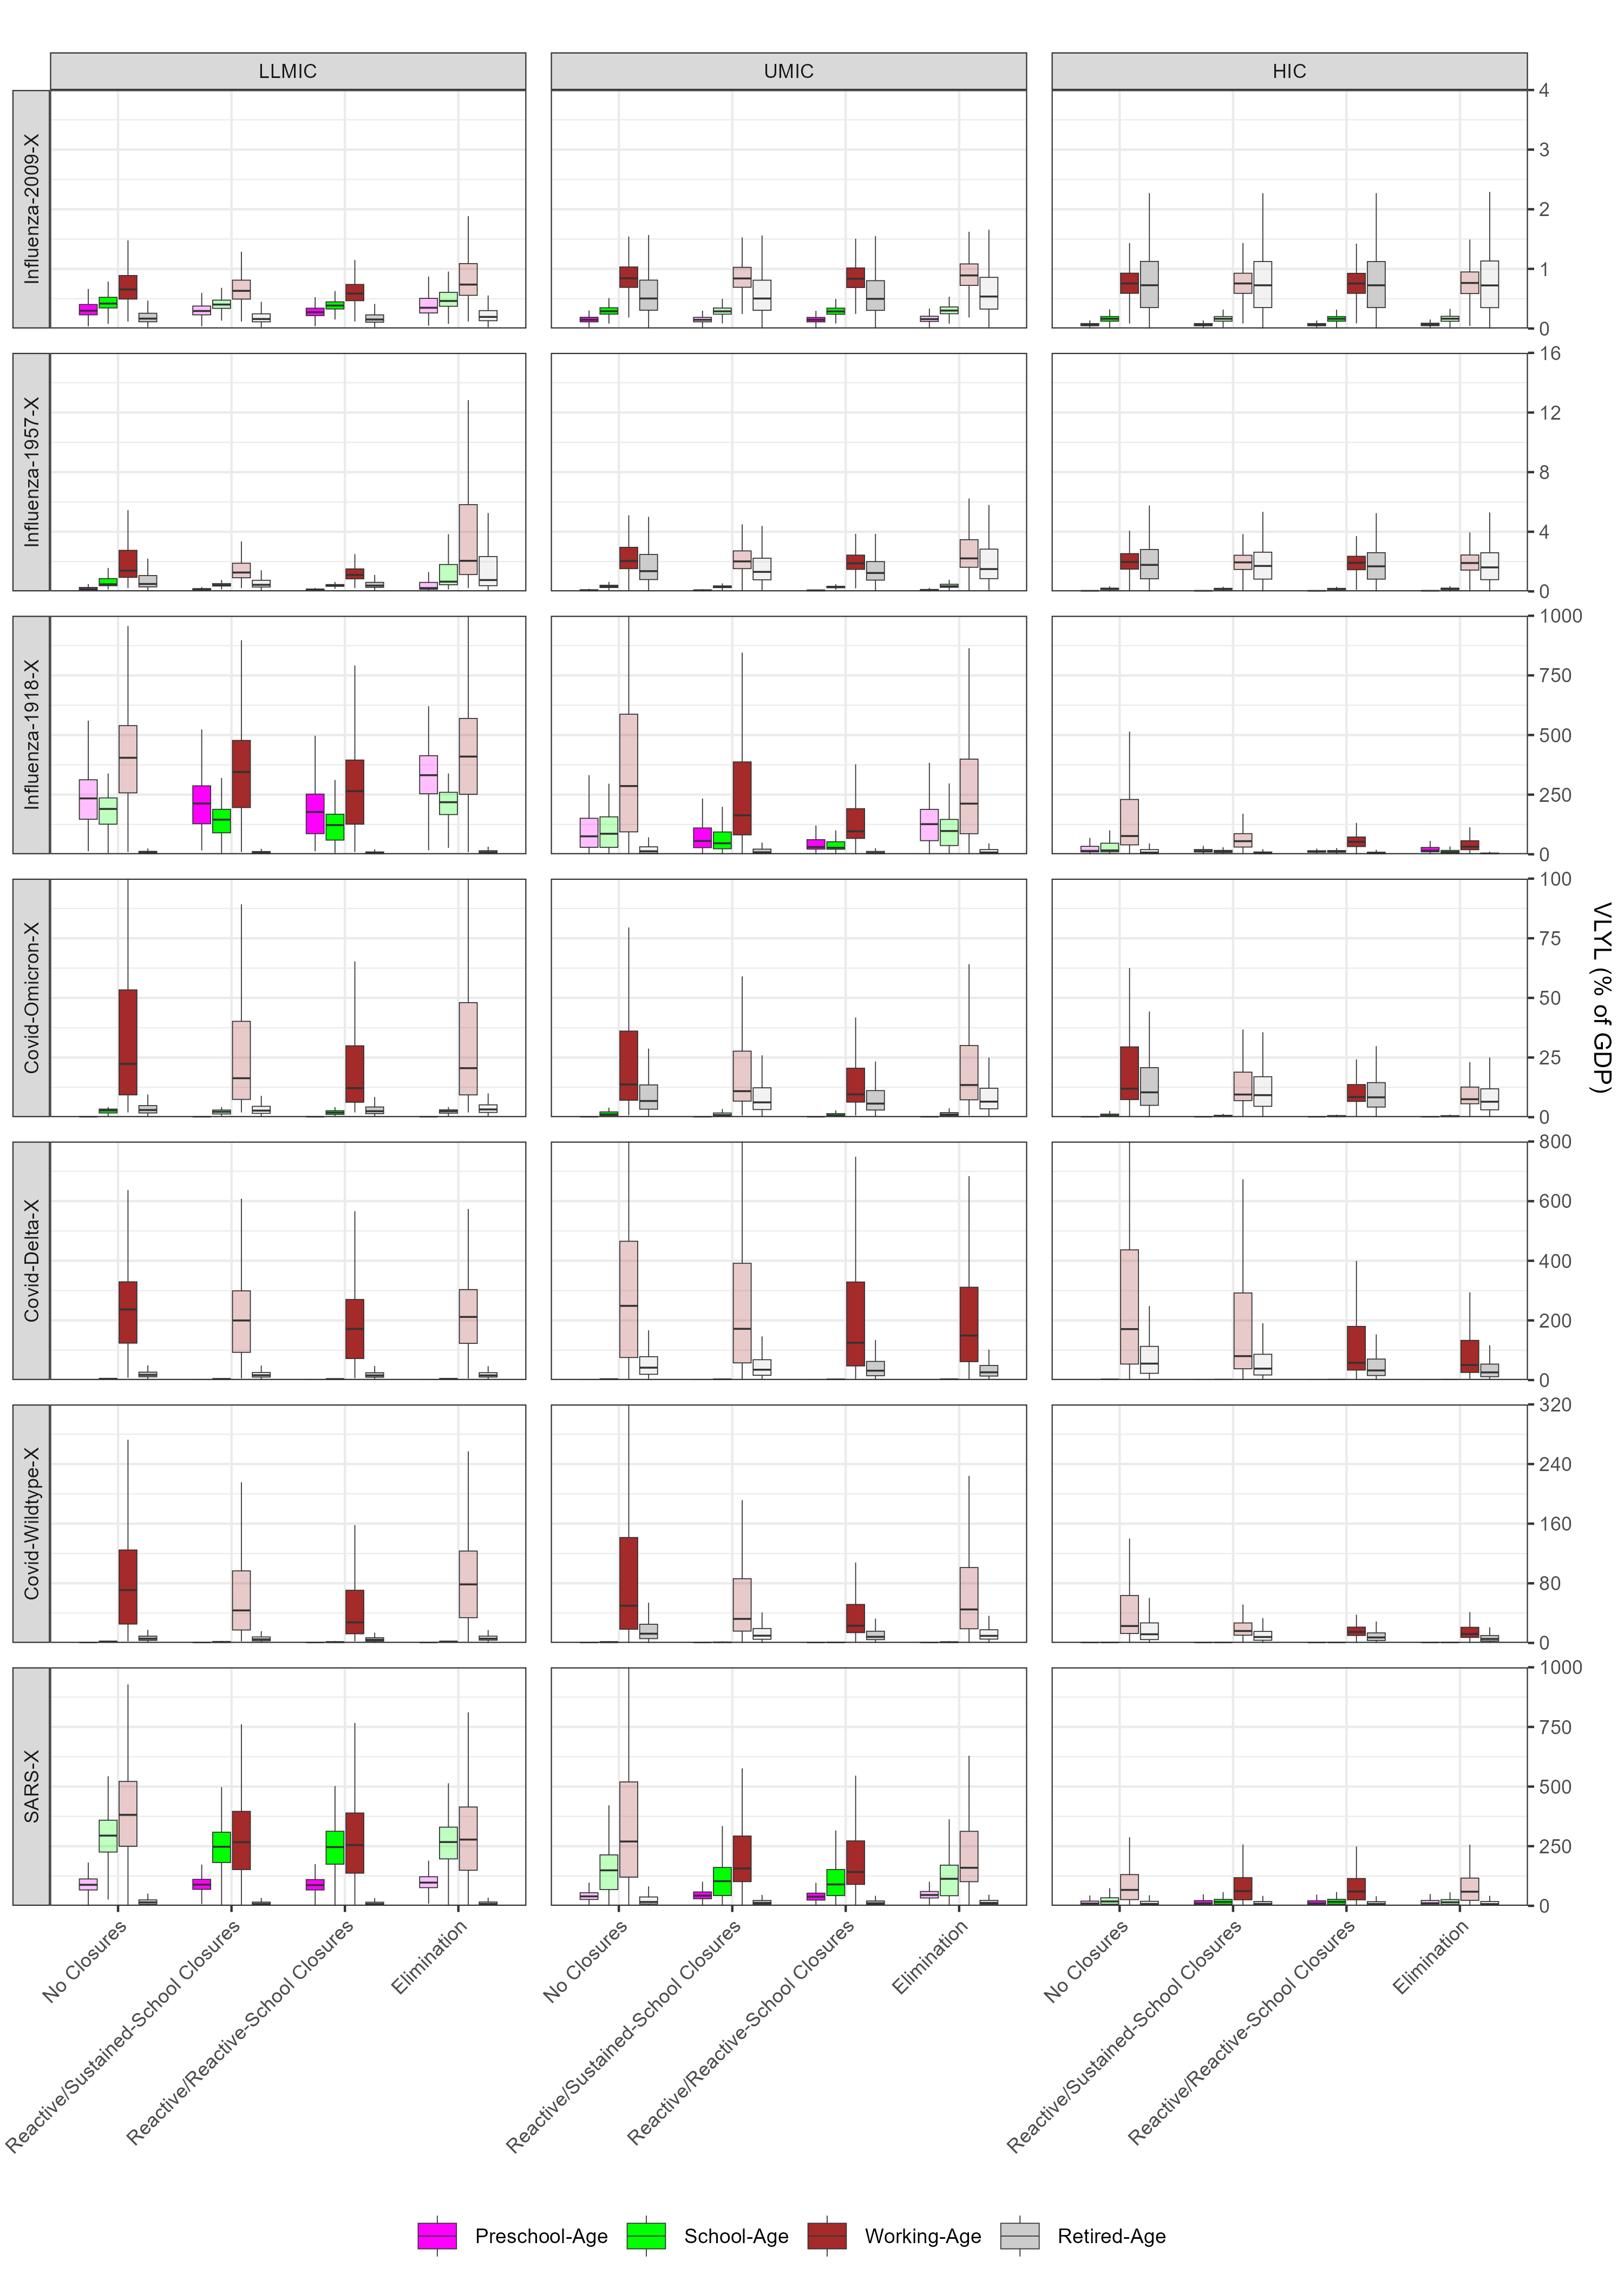 LLMIC
UMIC
HIC
Influenza-2009-X
4
3
2
1
0
Influenza-1957-X
16
12
8
4
0
Influenza-1918-X
1000
750
500
250
0
Covid-Omicron-X
100
75
50
25
0
VLYL (% of GDP)
Covid-Delta-X
800
600
400
200
0
Covid-Wildtype-X
320
240
160
80
0
SARS-X
1000
750
500
250
0
No Closures
Reactive/Sustained-School Closures
Reactive/Reactive-School Closures
Elimination
No Closures
Reactive/Sustained-School Closures
Reactive/Reactive-School Closures
Elimination
No Closures
Reactive/Sustained-School Closures
Reactive/Reactive-School Closures
Elimination
Preschool-Age
School-Age
Working-Age
Retired-Age